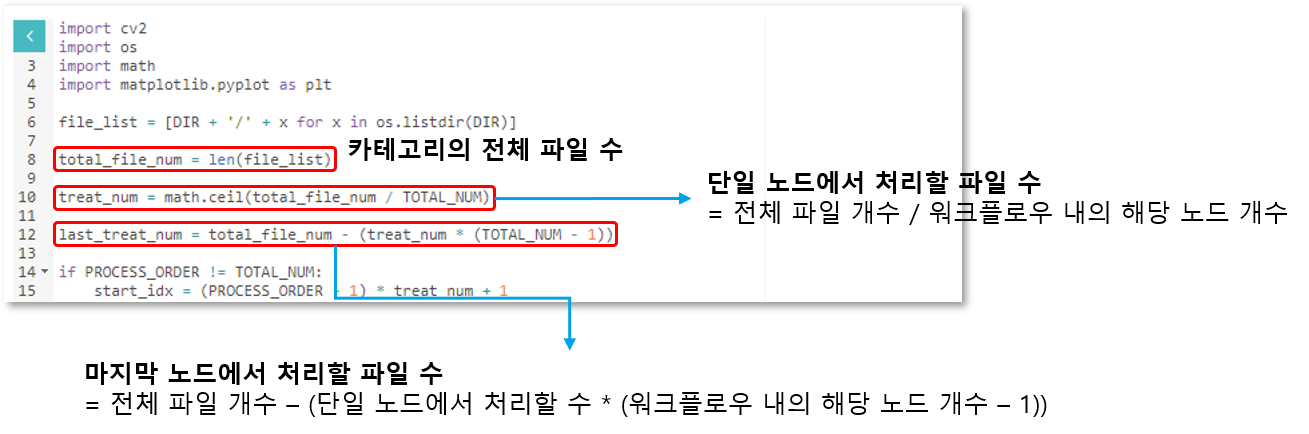 import cv2
import os
3 import math
4 import matplotlib.pyplot as plt
5
6 file_list = [DIR + '/' + x for x in os.listdir(DIR)]
7
8 total_file_num = len(file_list)
카테고리의 전체 파일 수
9
10 treat_num = math.ceil(total_file_num / TOTAL_NUM)
단일 노드에서 처리할 파일 수
= 전체 파일 개수 / 워크플로우 내의 해당 노드 개수
11
12 last_treat_num = total_file_num - (treat_num * (TOTAL_NUM - 1))
13
14 if PROCESS_ORDER != TOTAL_NUM:
15 start_idx = (PROCESS_ORDER - 1) * treat_num + 1
마지막 노드에서 처리할 파일 수
= 전체 파일 개수 – (단일 노드에서 처리할 수 * (워크플로우 내의 해당 노드 개수 – 1))